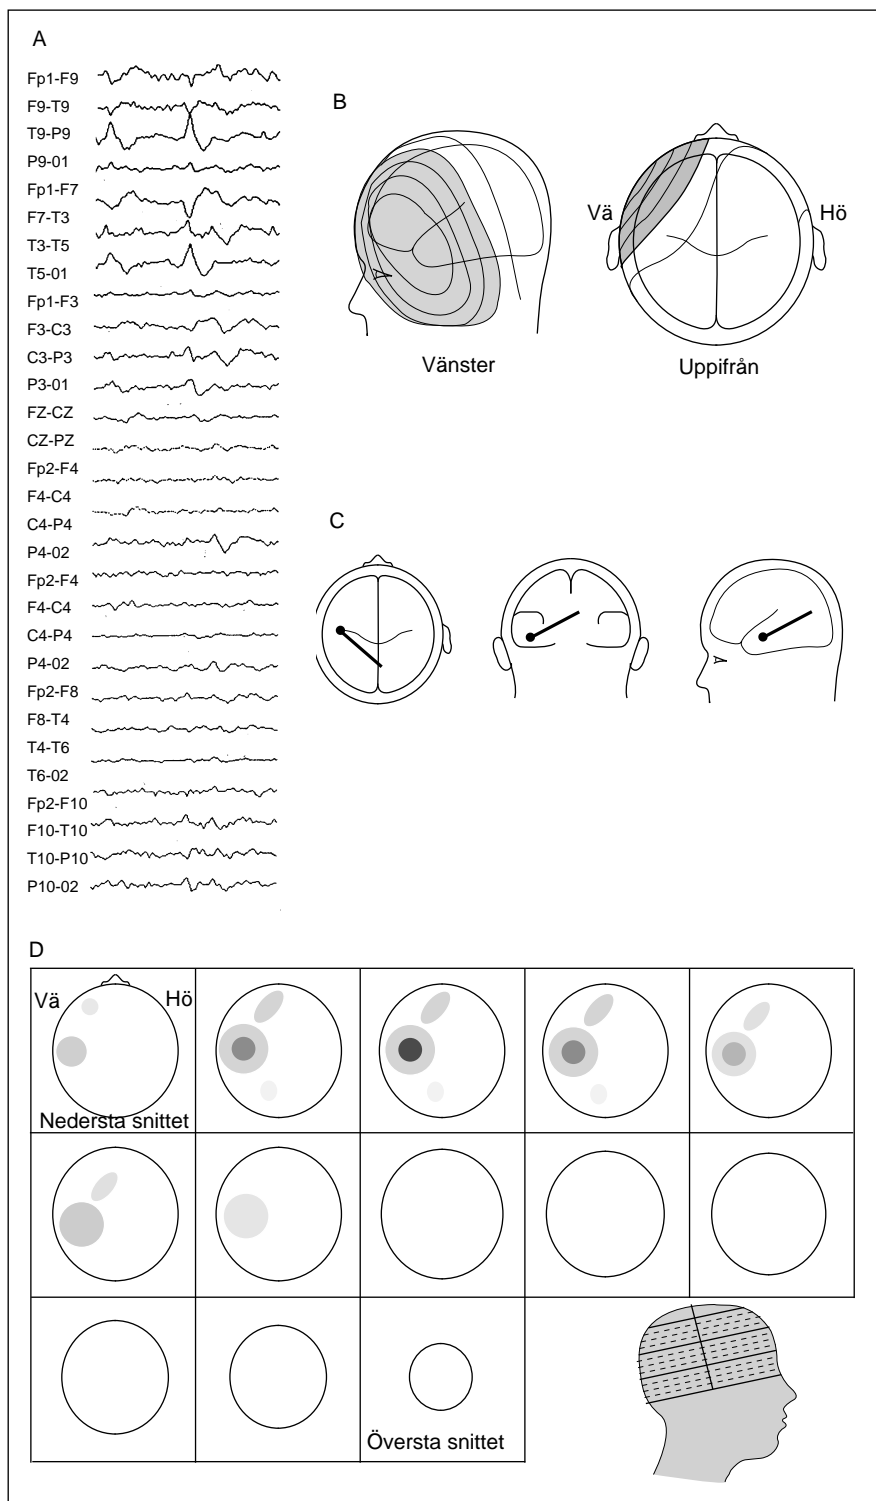 A
Fp1-F9
F9-T9
T9-P9
P9-01
Fp1-F7
F7-T3
T3-T5
T5-01
Fp1-F3
F3-C3
C3-P3
P3-01
FZ-CZ
CZ-PZ
Fp2-F4
F4-C4
C4-P4
P4-02
Fp2-F4
F4-C4
C4-P4
P4-02
Fp2-F8
F8-T4
T4-T6
T6-02
Fp2-F10
F10-T10
T10-P10
P10-02
B
Vä
Hö
Vänster
Uppifrån
C
D
Vä
Hö
Nedersta snittet
Översta snittet